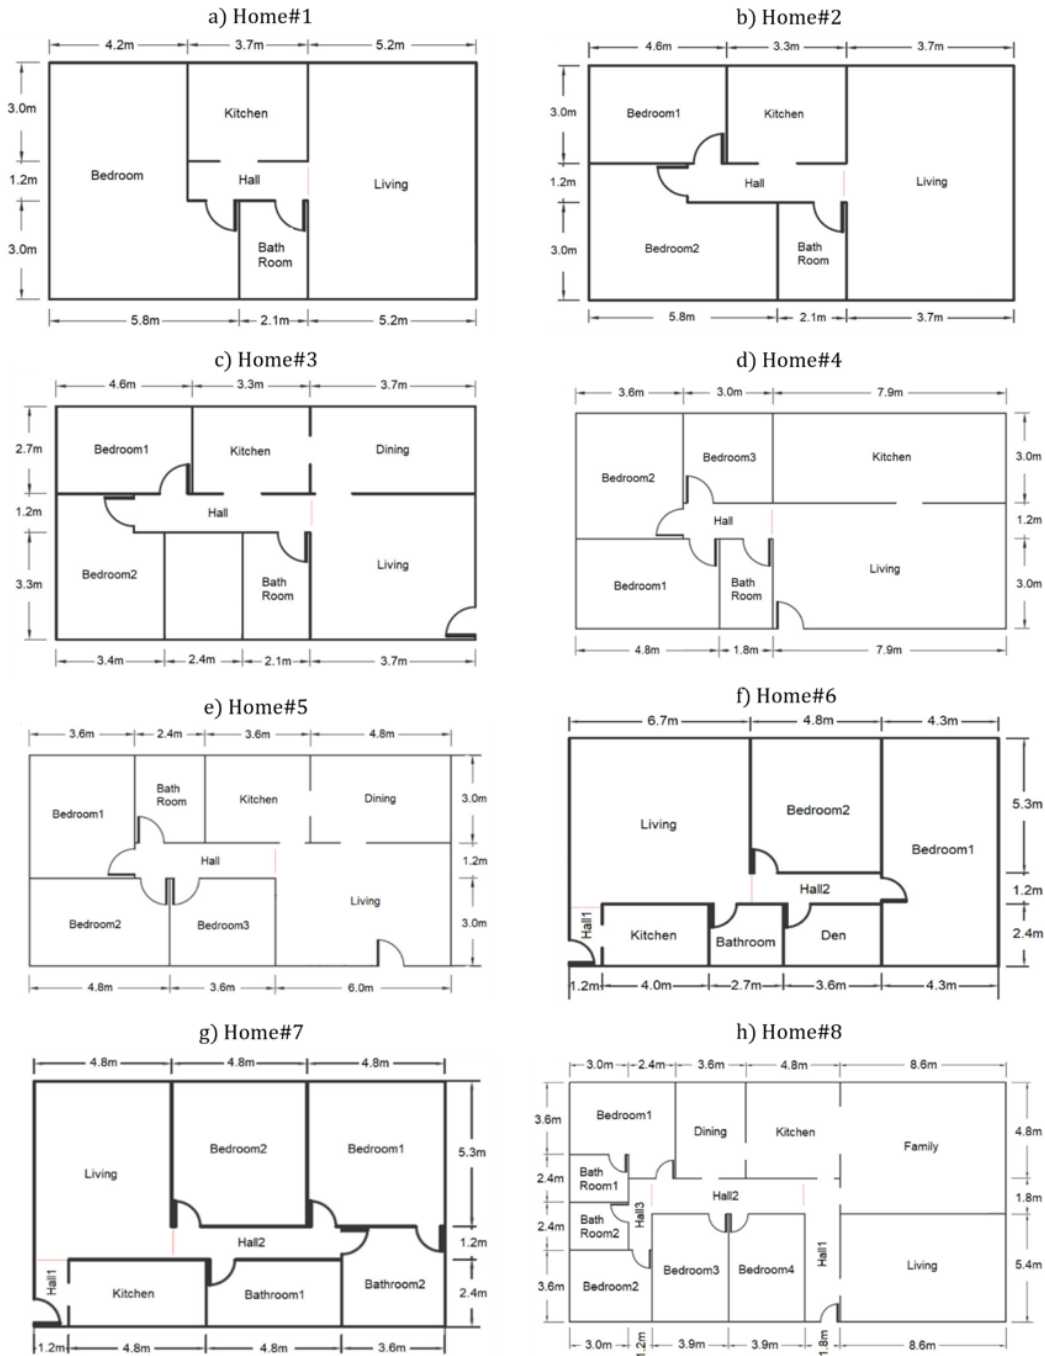 a) Home#1
4.2m 3.7m 5.2m
3.0m
Kitchen
1.2m
Bedroom
Hall
Living
3.0m
Bath
Room
5.8m 2.1m 5.2m
b) Home#2
4.6m 3.3m 3.7m
3.0m
Bedroom1
Kitchen
1.2m
Hall
Living
3.0m
Bedroom2
Bath
Room
5.8m 2.1m 3.7m
c) Home#3
4.6m 3.3m 3.7m
2.7m
Bedroom1
Kitchen
Dining
1.2m
Hall
3.3m
Bedroom2
Bath
Room
Living
3.4m 2.4m 2.1m 3.7m
d) Home#4
3.6m 3.0m 7.9m
Bedroom2
Bedroom3
Kitchen
3.0m
Hall
1.2m
Bedroom1
Bath
Room
Living
3.0m
4.8m 1.8m 7.9m
e) Home#5
3.6m 2.4m 3.6m 4.8m
Bedroom1
Bath
Room
Kitchen
Dining
3.0m
Hall
1.2m
Bedroom2
Bedroom3
Living
3.0m
4.8m 3.6m 6.0m
f) Home#6
6.7m 4.8m 4.3m
Living
Bedroom2
Bedroom1
5.3m
Hall2
1.2m
Hall1
Kitchen
Bathroom
Den
2.4m
1.2m 4.0m 2.7m 3.6m 4.3m
g) Home#7
4.8m 4.8m 4.8m
Living
Bedroom2
Bedroom1
5.3m
Hall2
1.2m
Hall1
Kitchen
Bathroom1
Bathroom2
2.4m
1.2m 4.8m 4.8m 3.6m
h) Home#8
3.0m 2.4m 3.6m 4.8m 8.6m
3.6m
Bedroom1
Dining
Kitchen
Family
4.8m
2.4m
Bath
Room1
Hall2
1.8m
2.4m
Bath
Room2
Hall3
Hall1
3.6m
Bedroom2
Bedroom3
Bedroom4
Living
5.4m
3.0m 1.2m 3.9m 3.9m 1.8m 8.6m